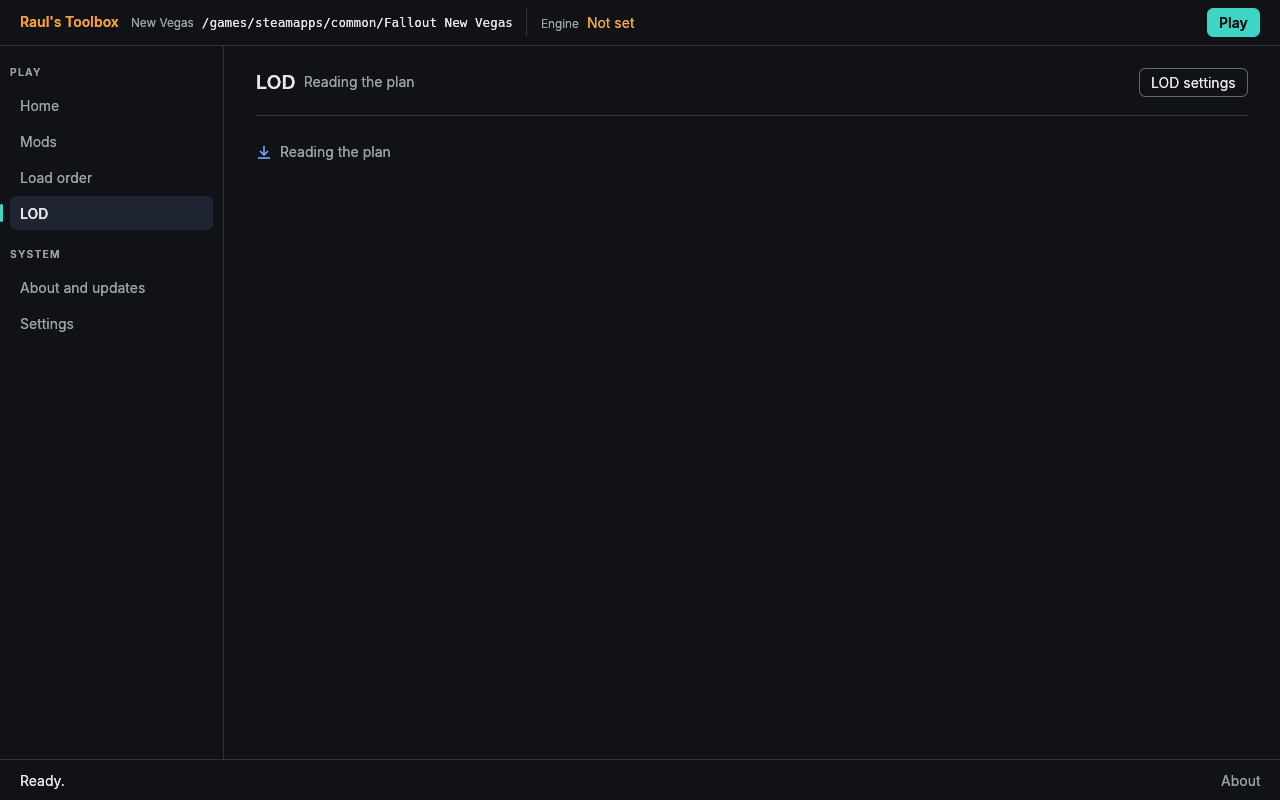 Raul's Toolbox New Vegas /games/steamapps/common/Fallout New Vegas Engine Not set Play
PLAY
Home
Mods
Load order
LOD
SYSTEM
About and updates
Settings
LOD Reading the plan LOD settings
Reading the plan
Ready. About